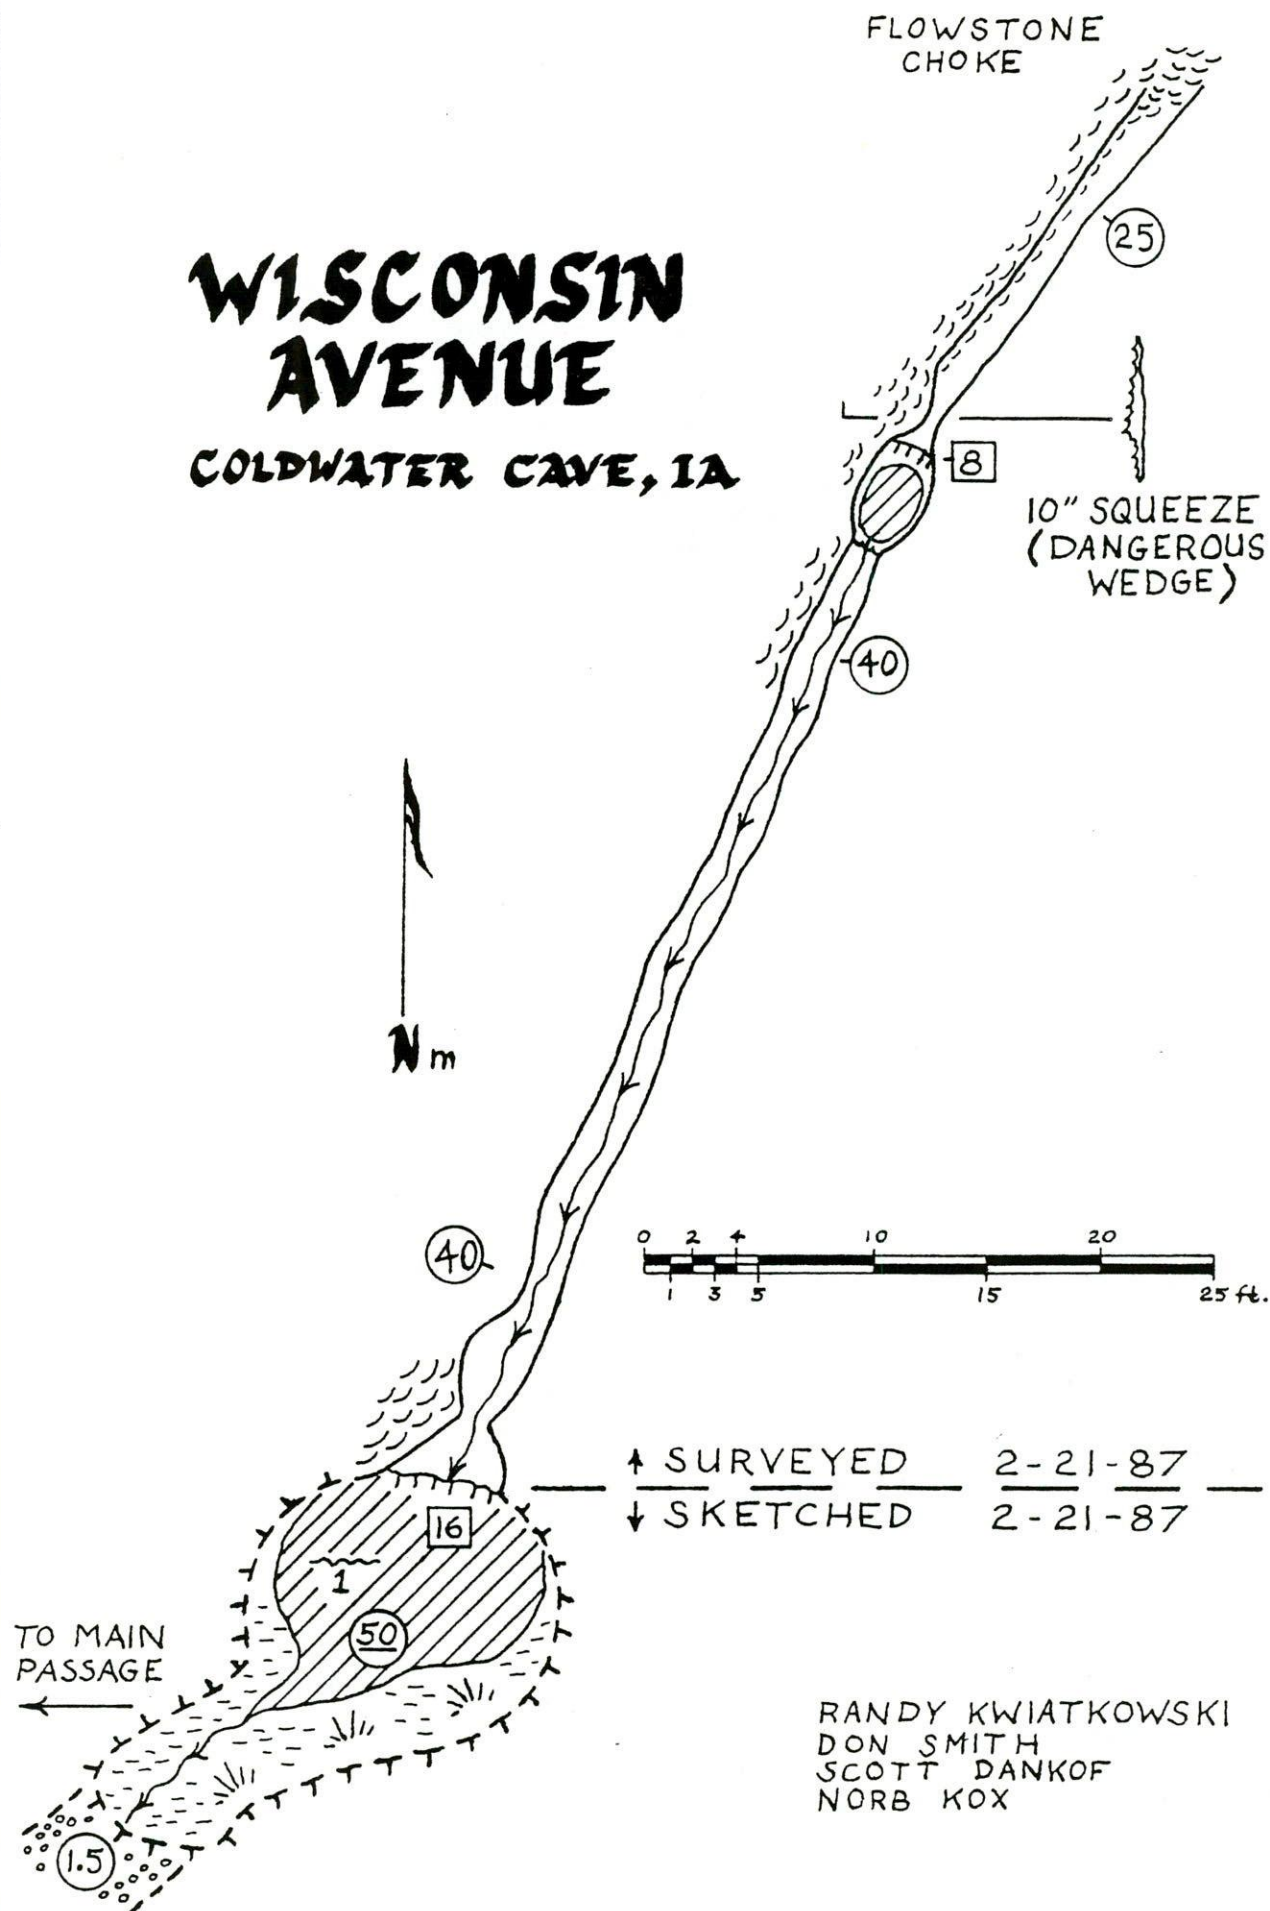 FLOWSTONE
CHOKE
25
WISCONSIN
AVENUE
COLDWATER CAVE, IA
8
10" SQUEEZE
(DANGEROUS
WEDGE)
40
N m
40
0 2 4 10 20
1 3 5 15 25 ft.
↑ SURVEYED 2-21-87
↓ SKETCHED 2-21-87
16
1
50
TO MAIN
PASSAGE
RANDY KWIATKOWSKI
DON SMITH
SCOTT DANKOF
NORB KOX
1.5